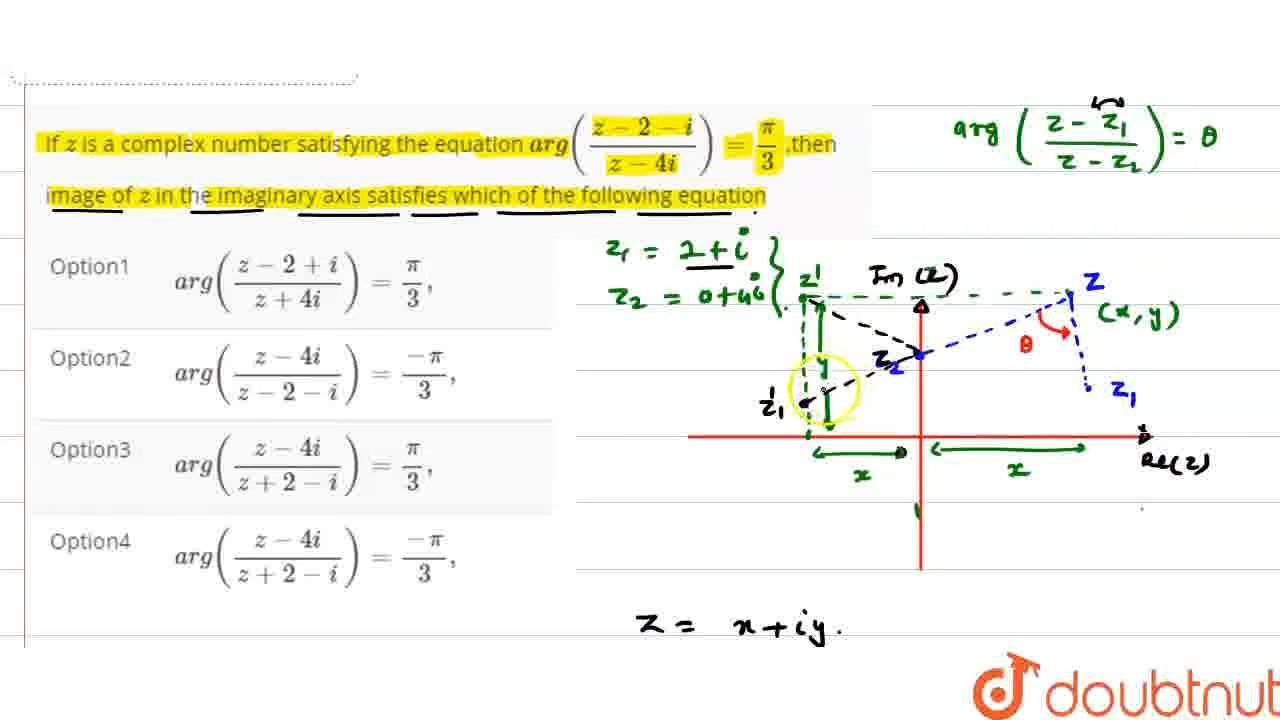 If z is a complex number satisfying the equation arg((z − 2 − i)/(z − 4i)) = π/3 ,then
image of z in the imaginary axis satisfies which of the following equation
Option1 arg((z − 2 + i)/(z + 4i)) = π/3,
Option2 arg((z − 4i)/(z − 2 − i)) = −π/3,
Option3 arg((z − 4i)/(z + 2 − i)) = π/3,
Option4 arg((z − 4i)/(z + 2 − i)) = −π/3,
arg ((z − z₁)/(z − z₂)) = θ
z₁ = 2 + i
z₂ = 0 + 4i
z'
Im(z)
z
(x, y)
θ
z₂
y
z'₁
z₁
Re(z)
x
x
z = x + iy.
doubtnut